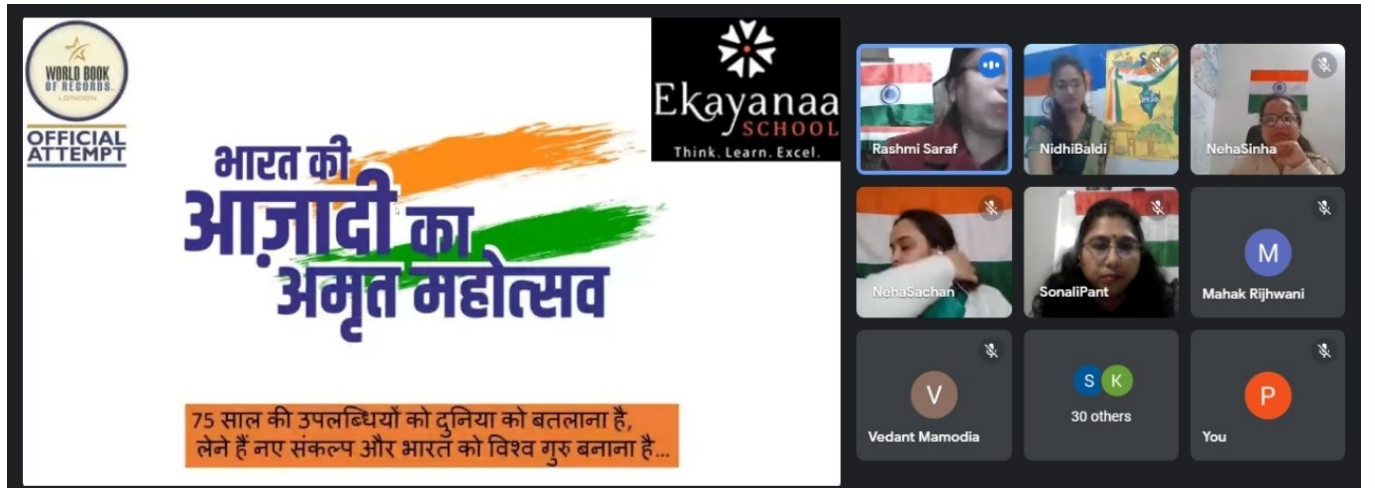 WORLD BOOK
OF RECORDS
LONDON
OFFICIAL
ATTEMPT
Ekayanaa
SCHOOL
Think. Learn. Excel.
भारत की
आज़ादी का
अमृत महोत्सव
75 साल की उपलब्धियों को दुनिया को बतलाना है,
लेने हैं नए संकल्प और भारत को विश्व गुरु बनाना है...
Rashmi Saraf
NidhiBaldi
NehaSinha
NehaSachan
SonaliPant
M
Mahak Rijhwani
V
Vedant Mamodia
S K
30 others
P
You